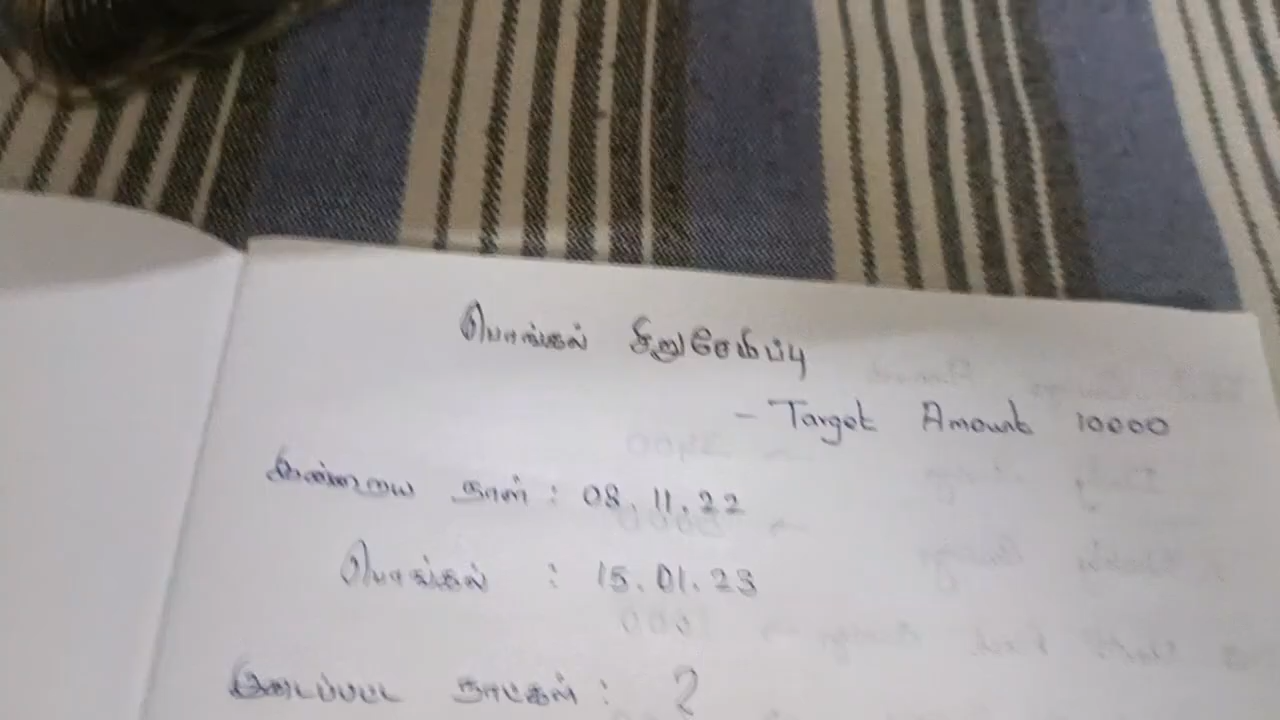 பொங்கல் சிறுசேமிப்பு
- Target Amount 10000
இன்றைய நாள் : 08.11.22
பொங்கல் : 15.01.23
இடைப்பட்ட நாட்கள் : ?